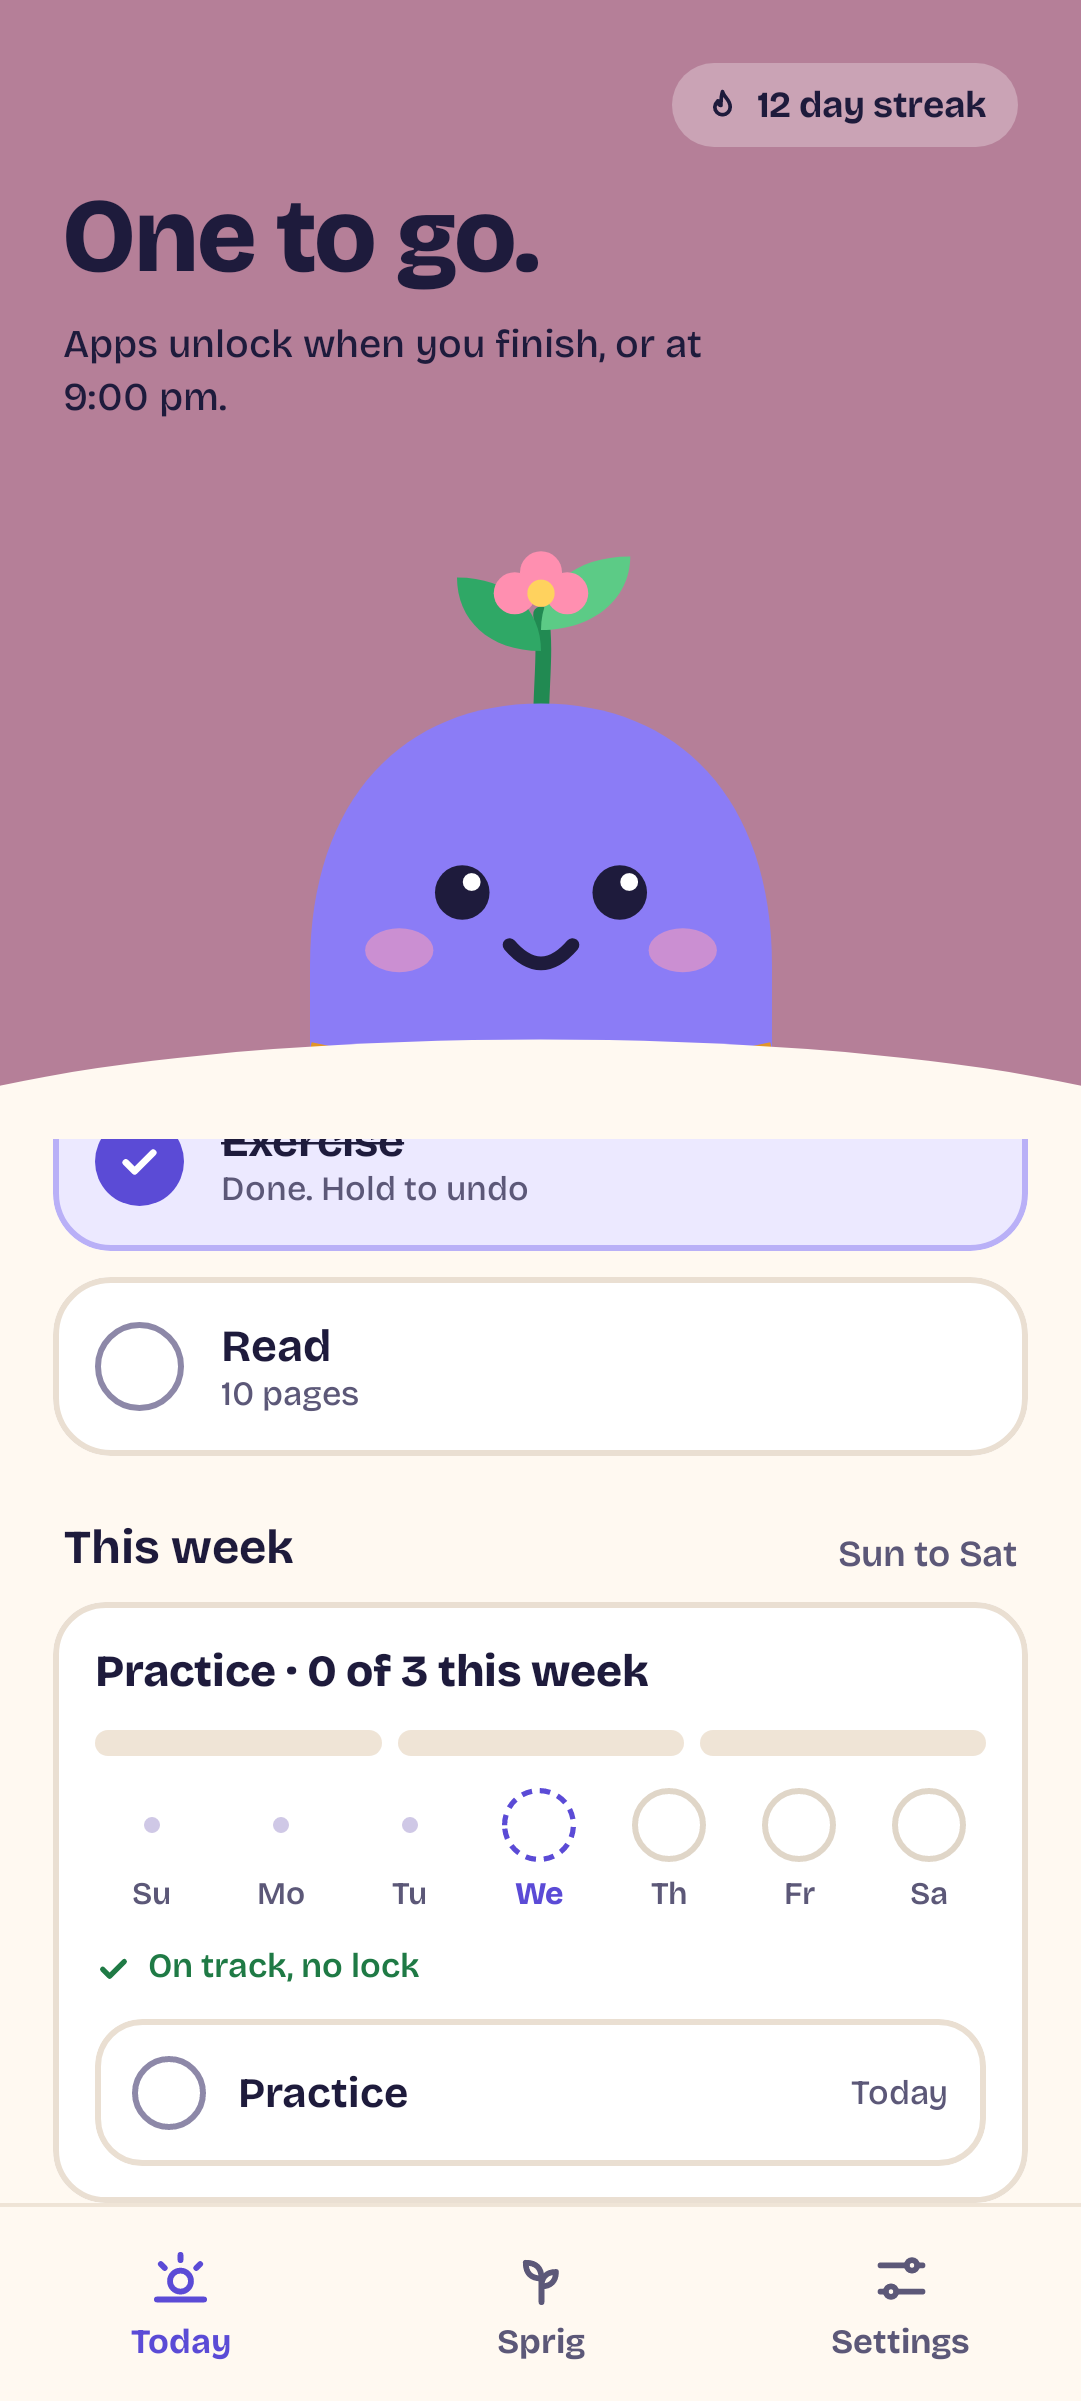 12 day streak
One to go.
Apps unlock when you finish, or at
9:00 pm.
Exercise
Done. Hold to undo
Read
10 pages
This week
Sun to Sat
Practice · 0 of 3 this week
Su Mo Tu We Th Fr Sa
On track, no lock
Practice
Today
Today
Sprig
Settings